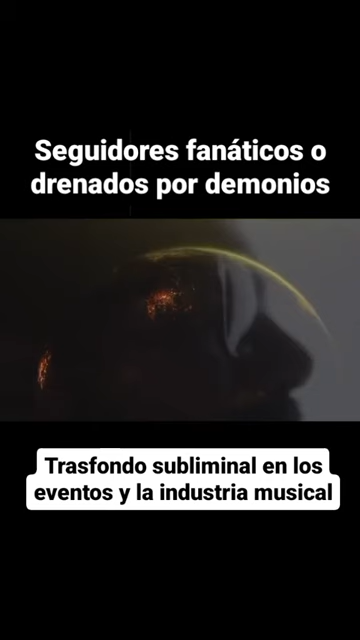 Seguidores fanáticos o
drenados por demonios
Trasfondo subliminal en los
eventos y la industria musical